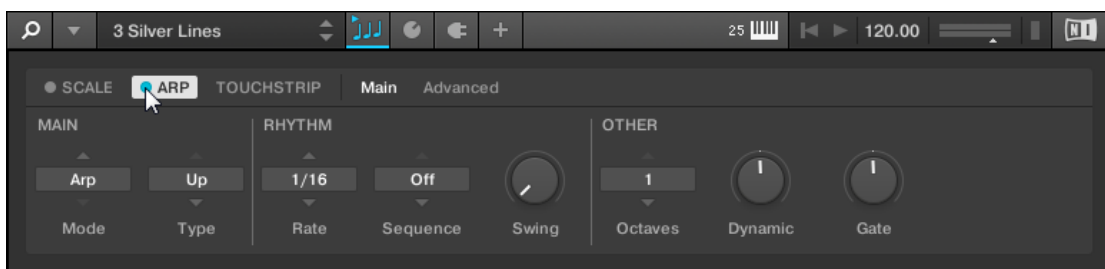 3 Silver Lines 25 120.00 NI
SCALE ARP TOUCHSTRIP Main Advanced
MAIN RHYTHM OTHER
Arp Up 1/16 Off 1
Mode Type Rate Sequence Swing Octaves Dynamic Gate